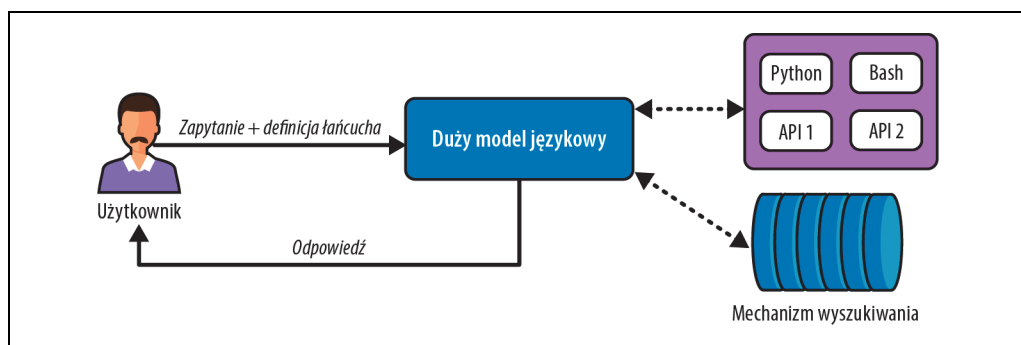 Użytkownik
Zapytanie + definicja łańcucha
Duży model językowy
Odpowiedź
Python
Bash
API 1
API 2
Mechanizm wyszukiwania